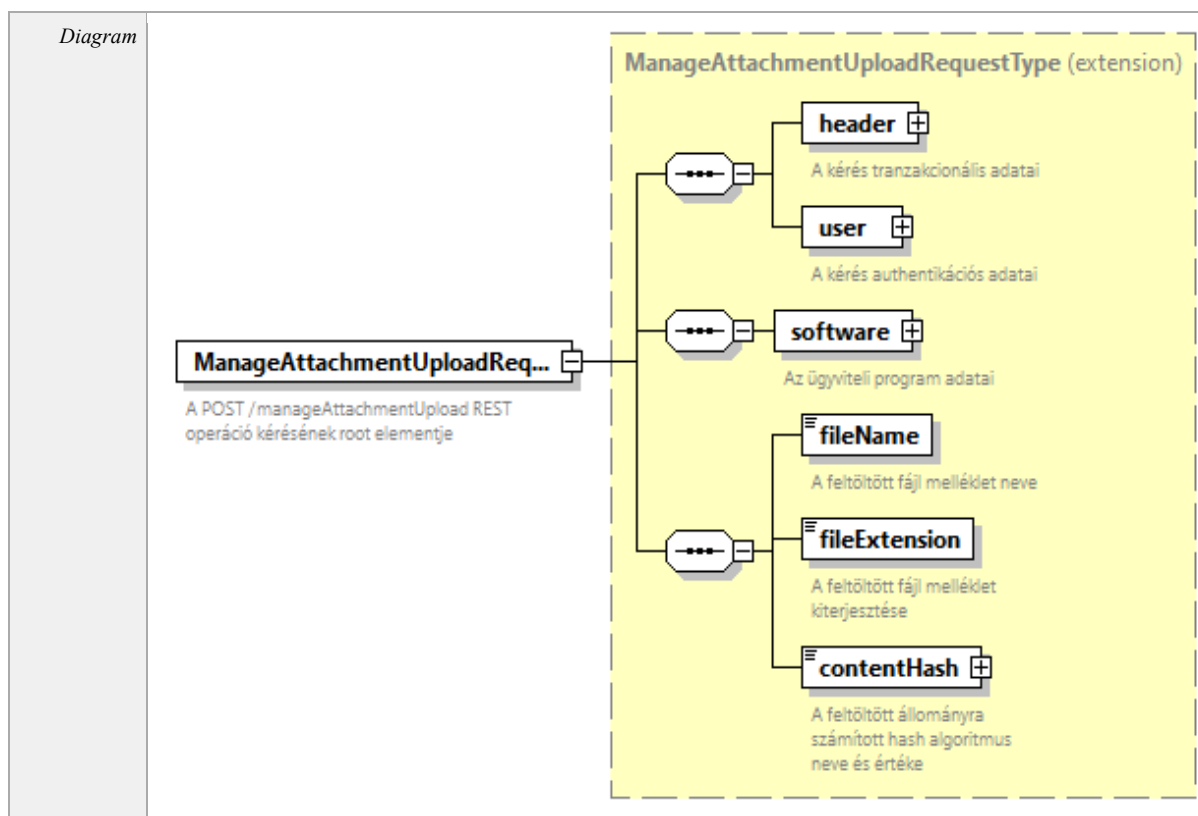 Diagram
ManageAttachmentUploadRequestType (extension)
header
A kérés tranzakcionális adatai
user
A kérés authentikációs adatai
software
Az ügyviteli program adatai
ManageAttachmentUploadReq...
A POST /manageAttachmentUpload REST
operáció kérésének root elementje
fileName
A feltöltött fájl melléklet neve
fileExtension
A feltöltött fájl melléklet
kiterjesztése
contentHash
A feltöltött állományra
számított hash algoritmus
neve és értéke